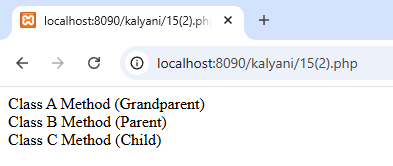 localhost:8090/kalyani/15(2).ph
localhost:8090/kalyani/15(2).php
Class A Method (Grandparent)
Class B Method (Parent)
Class C Method (Child)